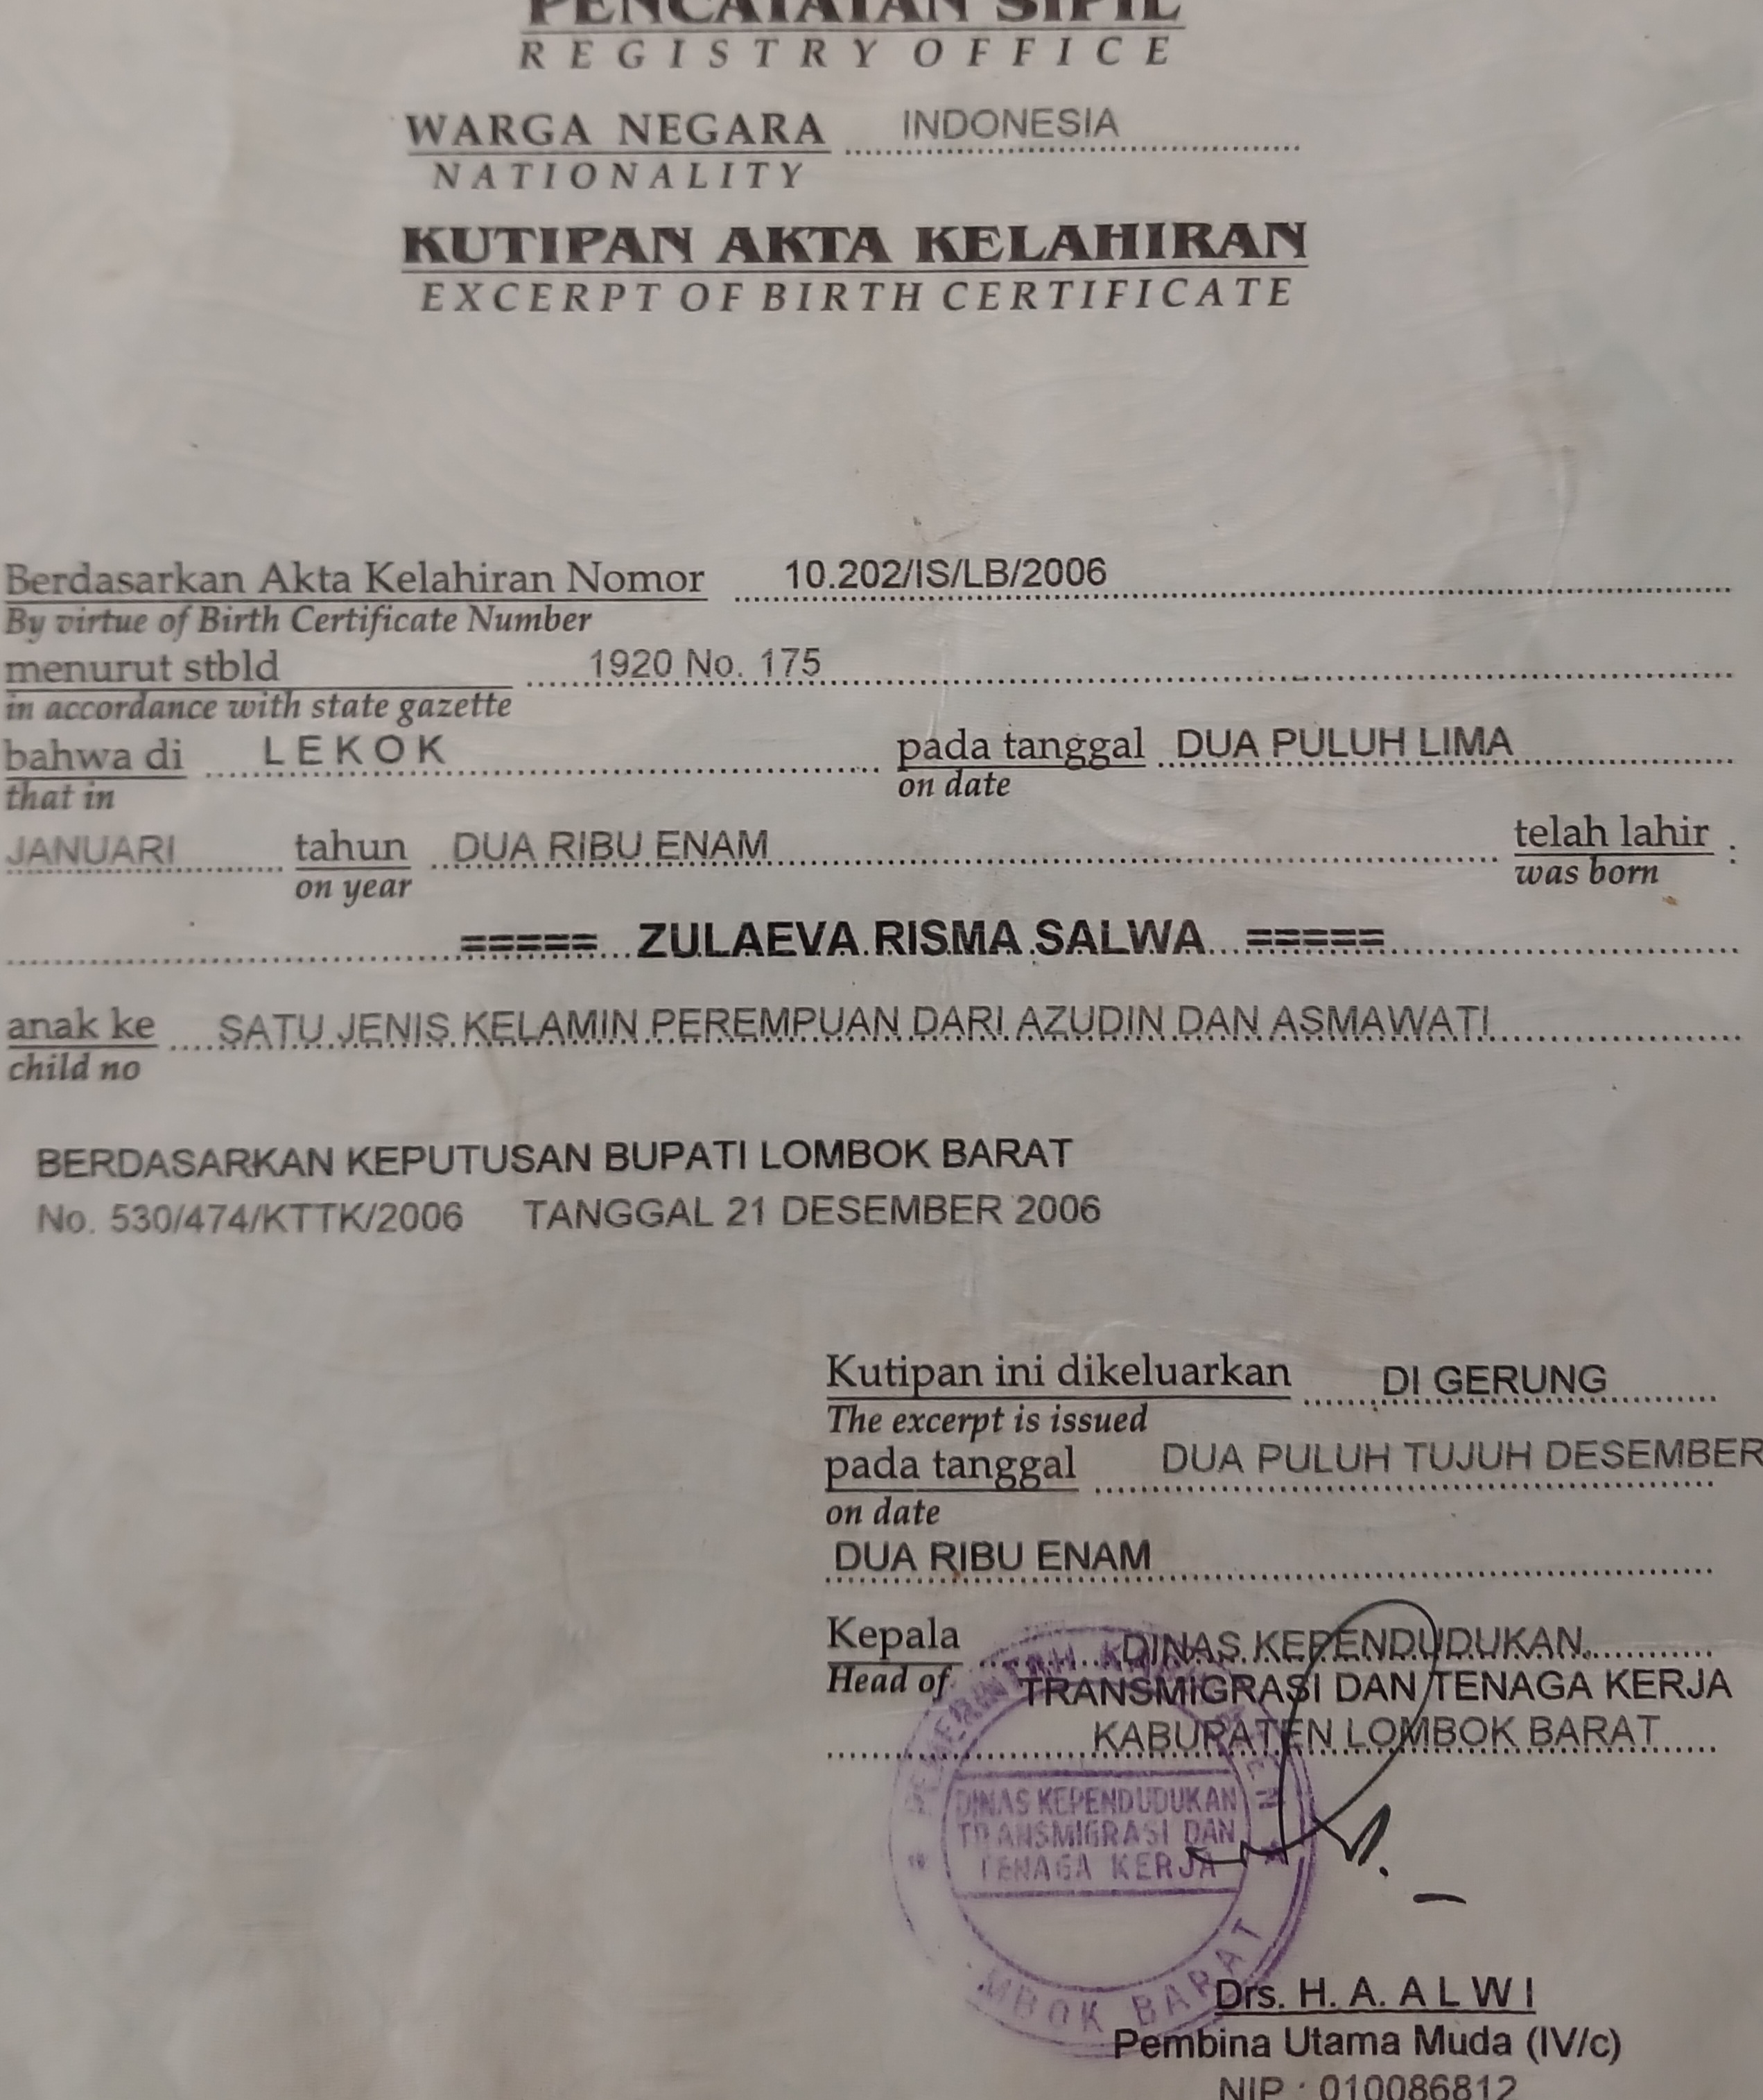 PENCATATAN SIPIL
REGISTRY OFFICE
WARGA NEGARA INDONESIA
NATIONALITY
KUTIPAN AKTA KELAHIRAN
EXCERPT OF BIRTH CERTIFICATE
Berdasarkan Akta Kelahiran Nomor 10.202/IS/LB/2006
By virtue of Birth Certificate Number
menurut stbld 1920 No. 175
in accordance with state gazette
bahwa di LEKOK pada tanggal DUA PULUH LIMA
that in on date
JANUARI tahun DUA RIBU ENAM telah lahir :
on year was born
===== ZULAEVA RISMA SALWA =====
anak ke SATU JENIS KELAMIN PEREMPUAN DARI AZUDIN DAN ASMAWATI
child no
BERDASARKAN KEPUTUSAN BUPATI LOMBOK BARAT
No. 530/474/KTTK/2006 TANGGAL 21 DESEMBER 2006
Kutipan ini dikeluarkan DI GERUNG
The excerpt is issued
pada tanggal DUA PULUH TUJUH DESEMBER
on date
DUA RIBU ENAM
Kepala DINAS KEPENDUDUKAN
Head of TRANSMIGRASI DAN TENAGA KERJA
KABUPATEN LOMBOK BARAT
DINAS KEPENDUDUKAN
TRANSMIGRASI DAN
TENAGA KERJA
BARAT
Drs. H. A. ALWI
Pembina Utama Muda (IV/c)
NIP : 010086812